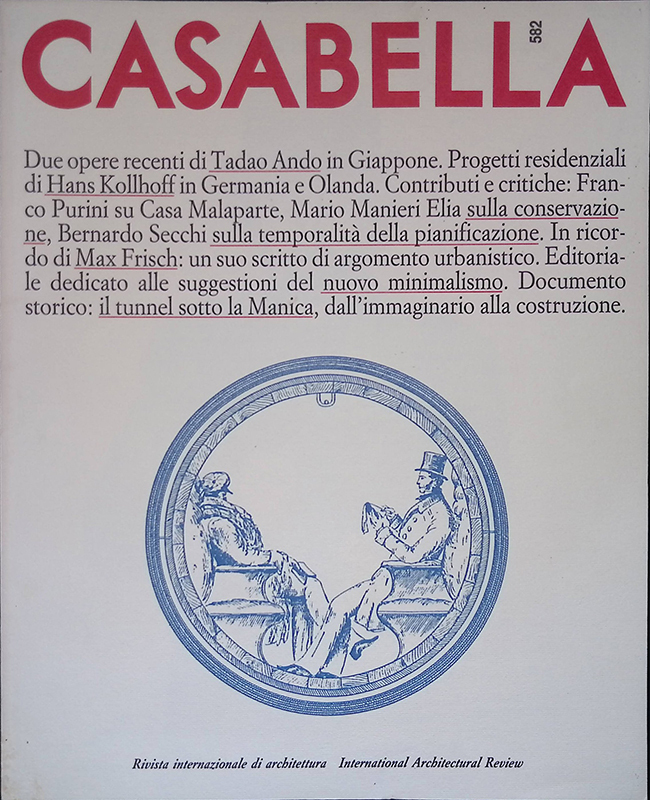 CASABELLA
582
Due opere recenti di Tadao Ando in Giappone. Progetti residenziali
di Hans Kollhoff in Germania e Olanda. Contributi e critiche: Fran-
co Purini su Casa Malaparte, Mario Manieri Elia sulla conservazio-
ne, Bernardo Secchi sulla temporalità della pianificazione. In ricor-
do di Max Frisch: un suo scritto di argomento urbanistico. Editoria-
le dedicato alle suggestioni del nuovo minimalismo. Documento
storico: il tunnel sotto la Manica, dall'immaginario alla costruzione.
Rivista internazionale di architettura International Architectural Review